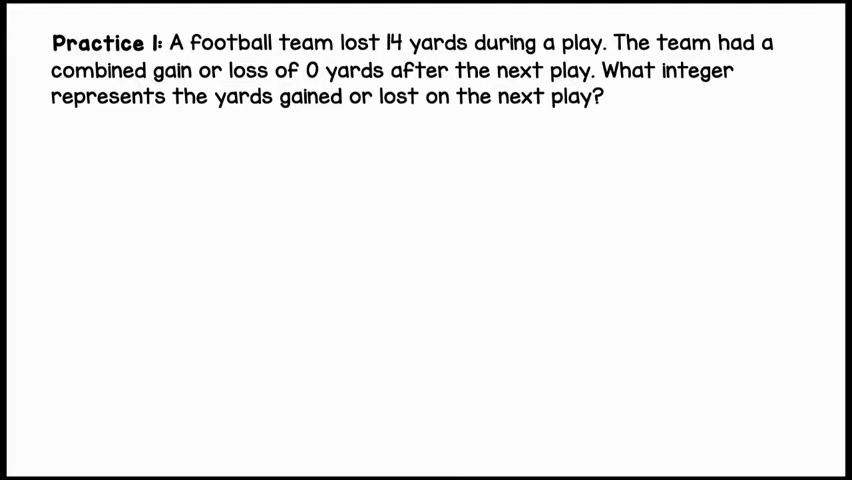 Practice 1: A football team lost 14 yards during a play. The team had a
combined gain or loss of 0 yards after the next play. What integer
represents the yards gained or lost on the next play?